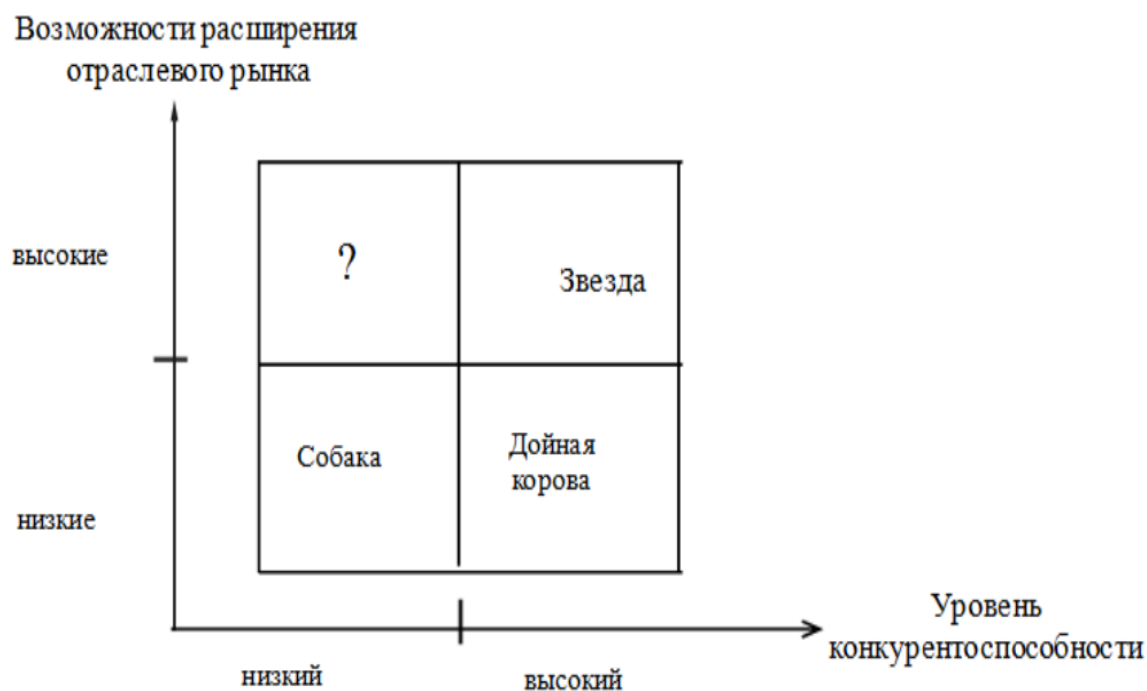 Возможности расширения
отраслевого рынка
высокие
?
Звезда
Собака
Дойная
корова
низкие
Уровень
конкурентоспособности
низкий
высокий